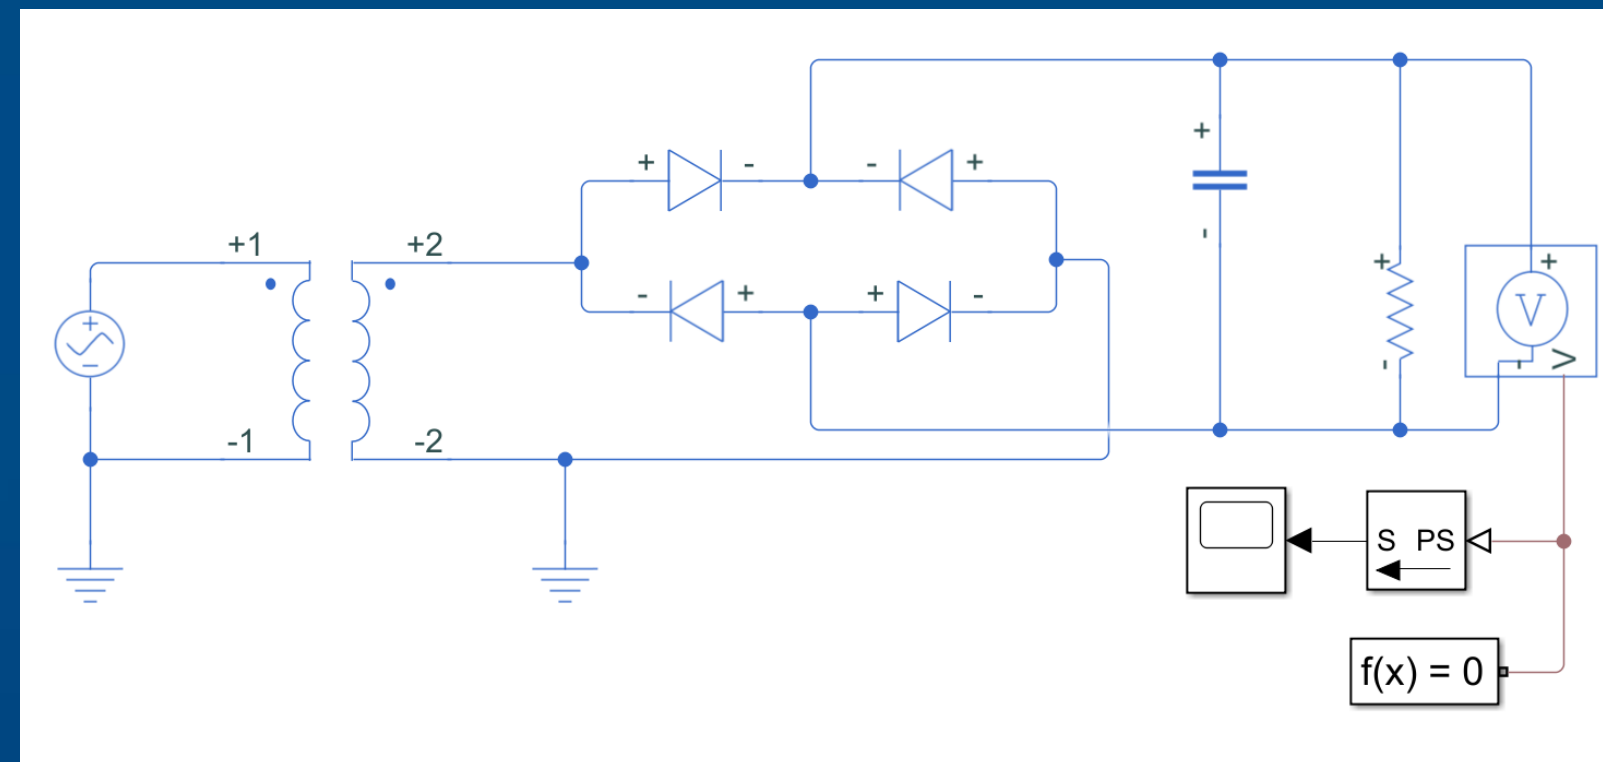 + - - +
+1 +2
- + + -
+ -
-1 -2
+ -
+ -
+ V - V
S PS
f(x) = 0